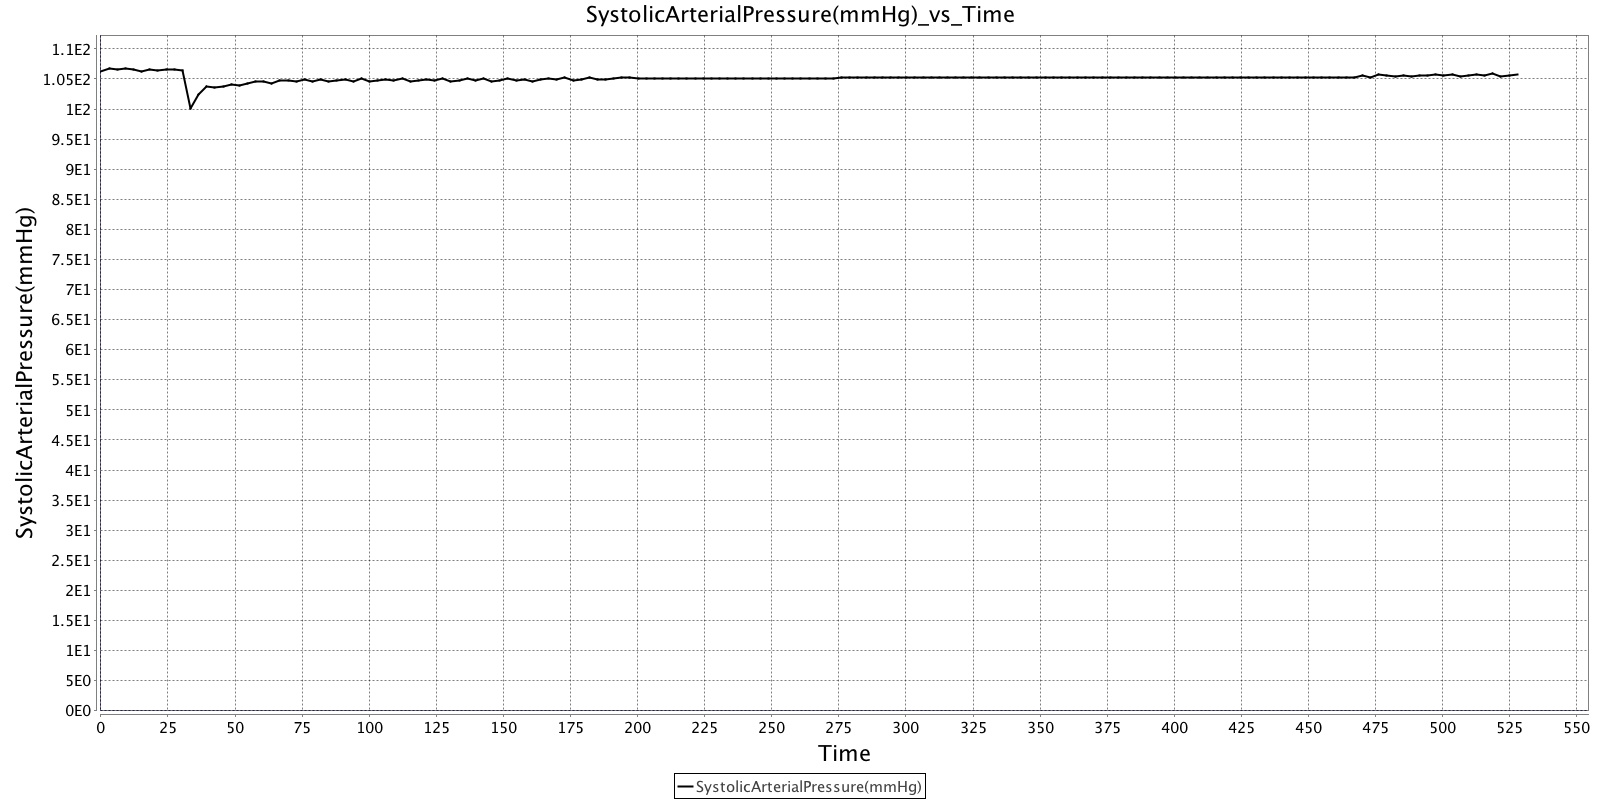 SystolicArterialPressure(mmHg)_vs_Time
SystolicArterialPressure(mmHg)
1.1E2
1.05E2
1E2
9.5E1
9E1
8.5E1
8E1
7.5E1
7E1
6.5E1
6E1
5.5E1
5E1
4.5E1
4E1
3.5E1
3E1
2.5E1
2E1
1.5E1
1E1
5E0
0E0
0 25 50 75 100 125 150 175 200 225 250 275 300 325 350 375 400 425 450 475 500 525 550
Time
SystolicArterialPressure(mmHg)